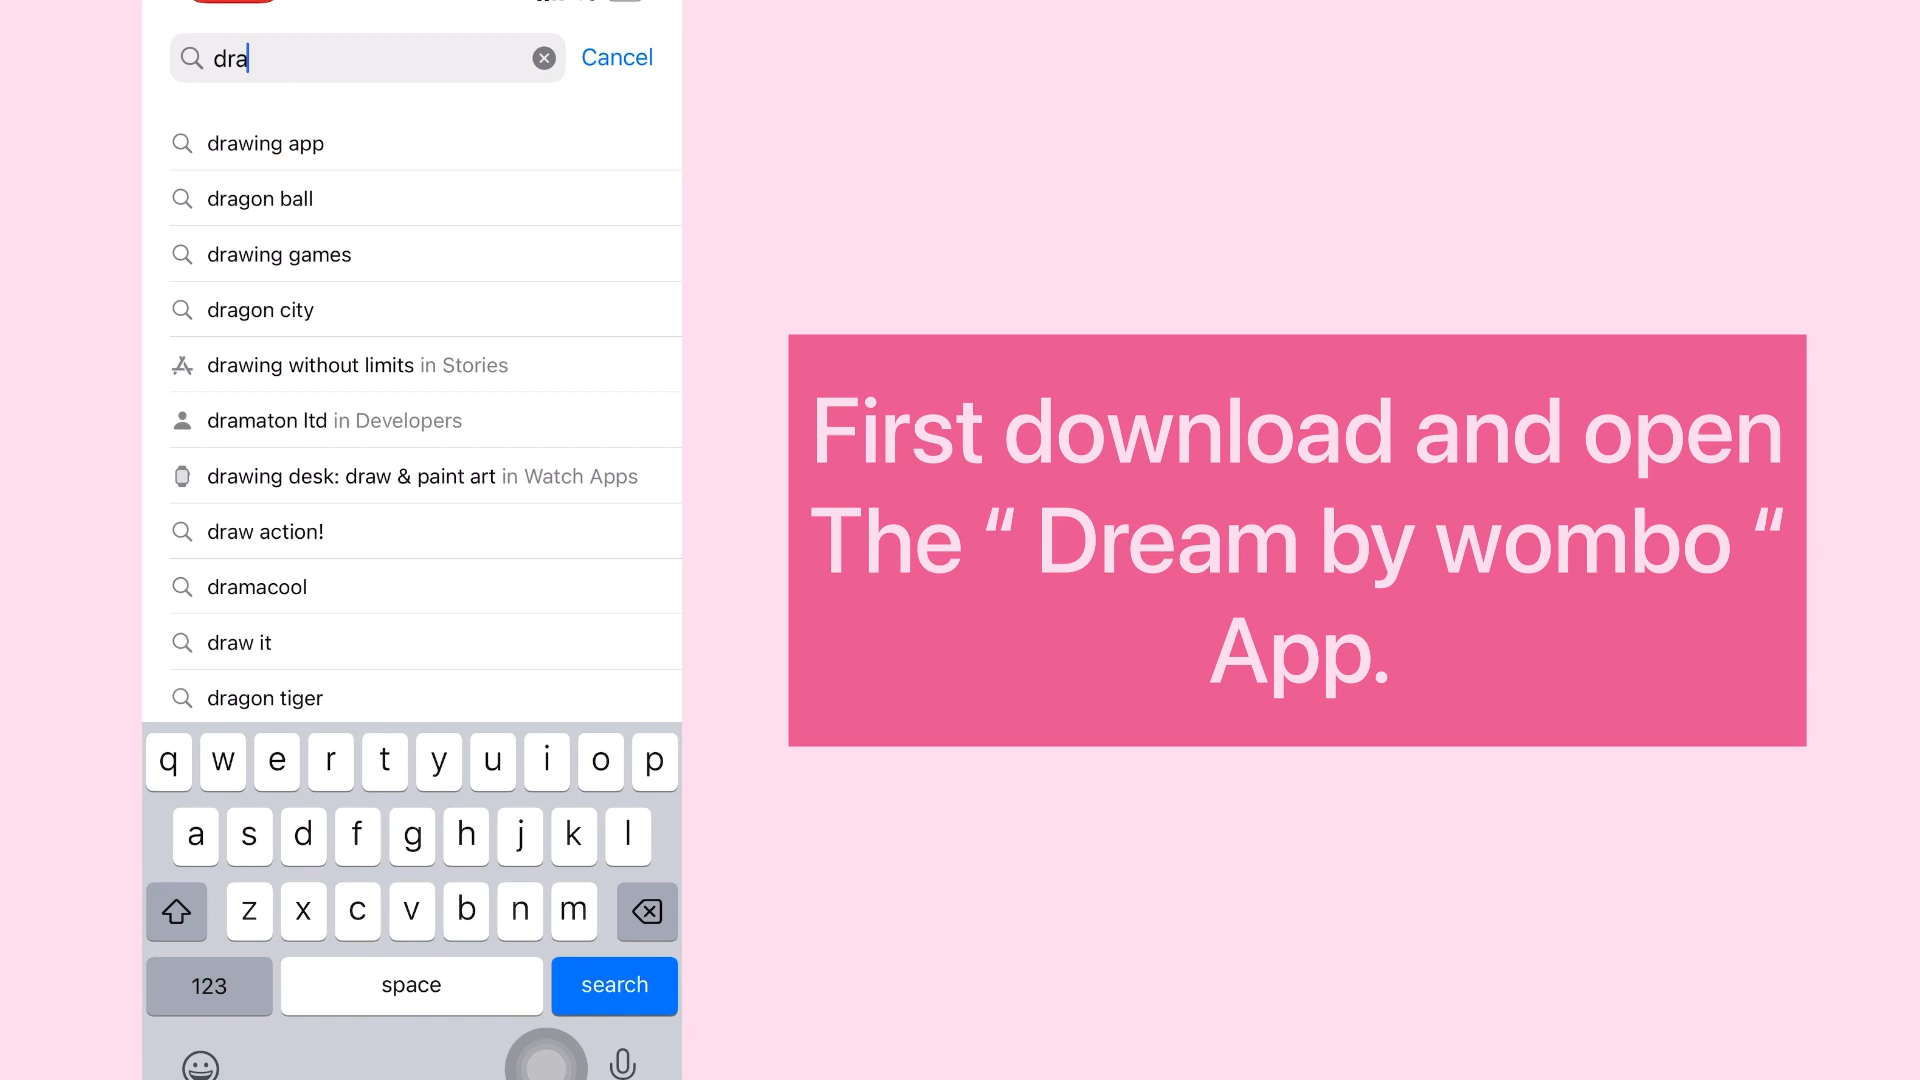 dra
Cancel
drawing app
dragon ball
drawing games
dragon city
drawing without limits in Stories
dramaton ltd in Developers
drawing desk: draw & paint art in Watch Apps
draw action!
dramacool
draw it
dragon tiger
q w e r t y u i o p
a s d f g h j k l
z x c v b n m
123 space search
First download and open
The “ Dream by wombo “
App.